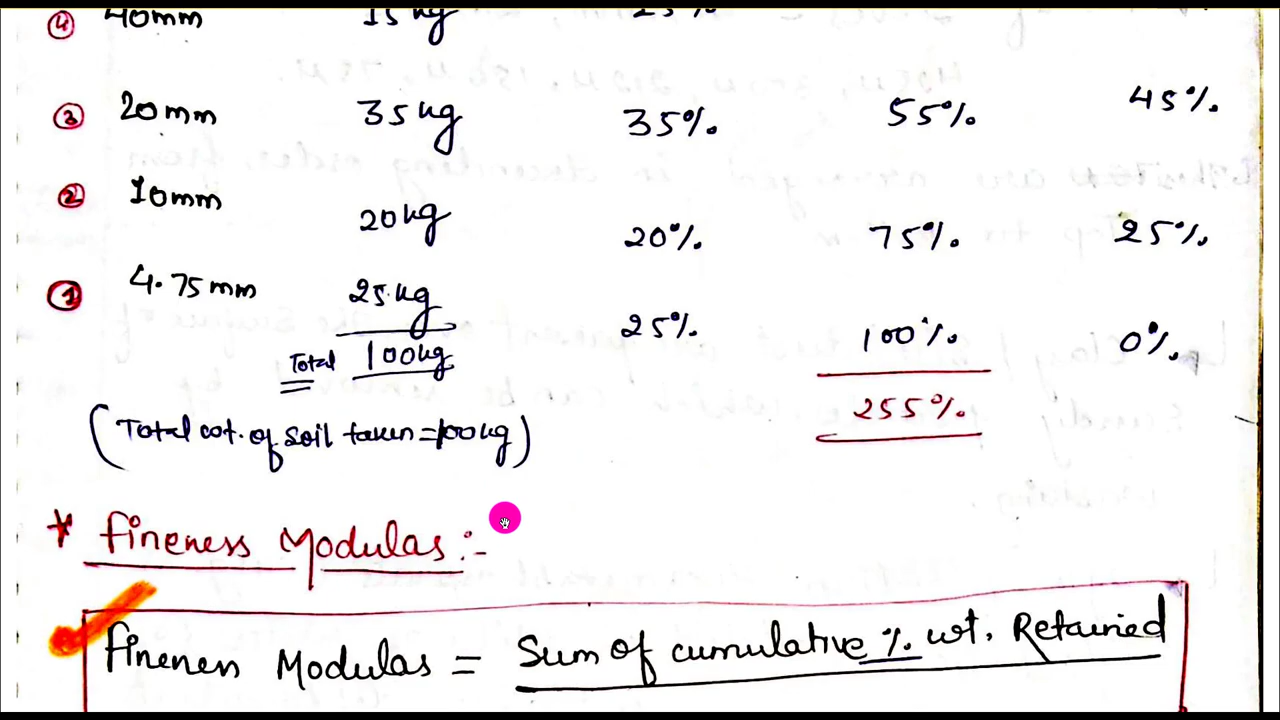 ④ 40mm 15kg
③ 20mm 35kg 35% 55% 45%
② 10mm 20kg 20% 75% 25%
① 4.75mm 25kg 25% 100% 0%
Total 100kg
255%
(Total wt. of soil taken = 100kg)
* fineness Modulas :-
fineness Modulas = Sum of cumulative % wt. Retained